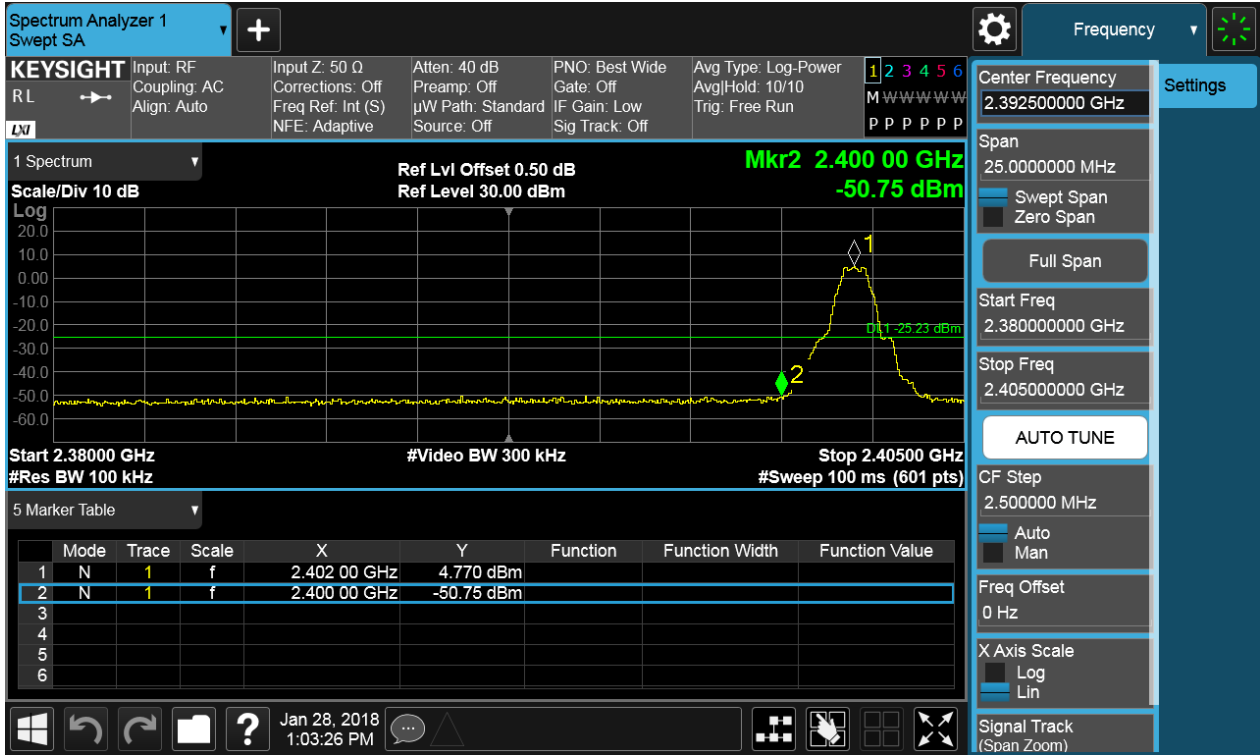 Spectrum Analyzer 1
Swept SA
Frequency
KEYSIGHT
RL
LXI
Input: RF
Coupling: AC
Align: Auto
Input Z: 50 Ω
Corrections: Off
Freq Ref: Int (S)
NFE: Adaptive
Atten: 40 dB
Preamp: Off
µW Path: Standard
Source: Off
PNO: Best Wide
Gate: Off
IF Gain: Low
Sig Track: Off
Avg Type: Log-Power
Avg|Hold: 10/10
Trig: Free Run
1 2 3 4 5 6
M W W W W W
P P P P P P
1 Spectrum
Scale/Div 10 dB
Ref Lvl Offset 0.50 dB
Ref Level 30.00 dBm
Mkr2 2.400 00 GHz
-50.75 dBm
Log
20.0
10.0
0.00
-10.0
-20.0
-30.0
-40.0
-50.0
-60.0
1
DL1 -25.23 dBm
2
Start 2.38000 GHz
#Video BW 300 kHz
Stop 2.40500 GHz
#Res BW 100 kHz
#Sweep 100 ms (601 pts)
5 Marker Table
Mode Trace Scale X Y Function Function Width Function Value
1 N 1 f 2.402 00 GHz 4.770 dBm
2 N 1 f 2.400 00 GHz -50.75 dBm
3
4
5
6
?
Jan 28, 2018
1:03:26 PM
Center Frequency
2.392500000 GHz
Settings
Span
25.0000000 MHz
Swept Span
Zero Span
Full Span
Start Freq
2.380000000 GHz
Stop Freq
2.405000000 GHz
AUTO TUNE
CF Step
2.500000 MHz
Auto
Man
Freq Offset
0 Hz
X Axis Scale
Log
Lin
Signal Track
(Span Zoom)